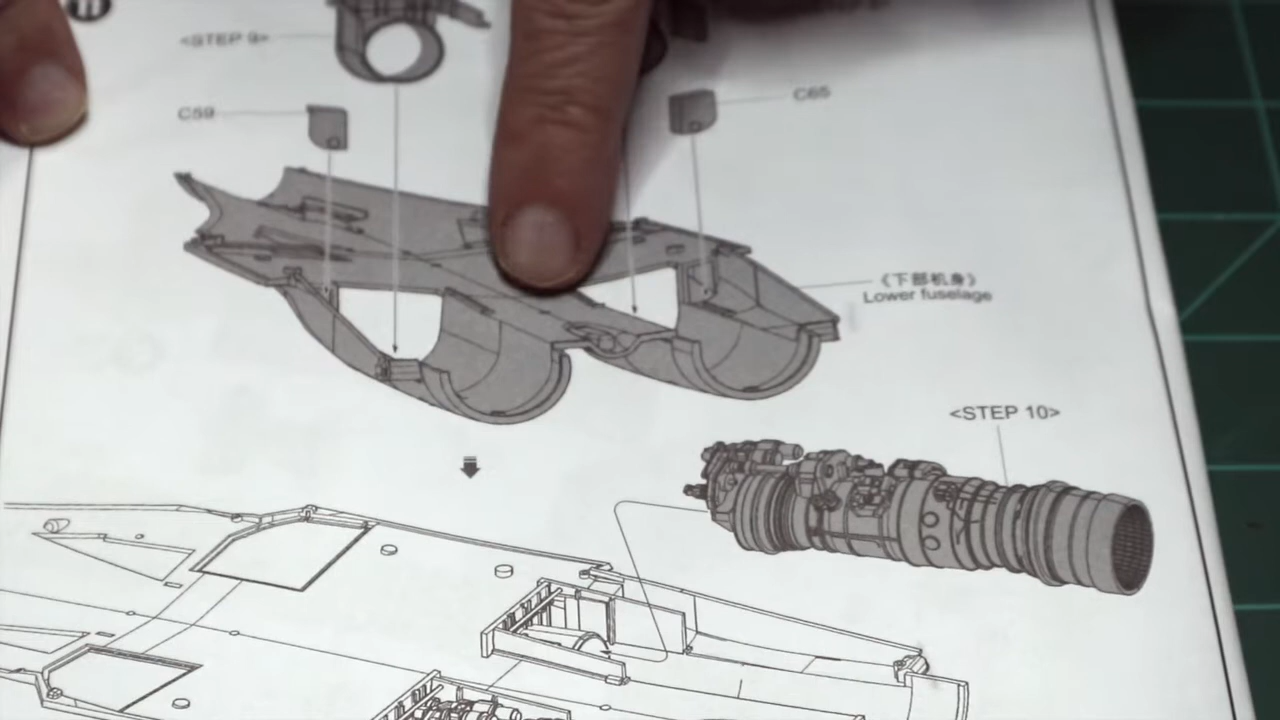 <STEP 9>
C59
C65
《下部机身》
Lower fuselage
<STEP 10>